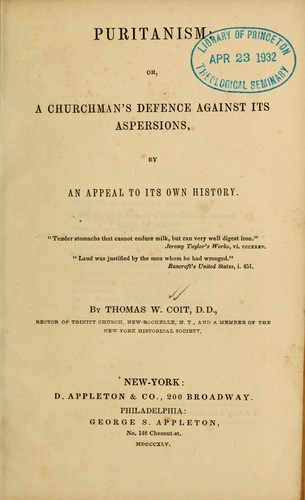 PURITANISM:
LIBRARY OF PRINCETON
APR 23 1932
THEOLOGICAL SEMINARY
OR,
A CHURCHMAN'S DEFENCE AGAINST ITS
ASPERSIONS,
BY
AN APPEAL TO ITS OWN HISTORY.
"Tender stomachs that cannot endure milk, but can very well digest iron."
Jeremy Taylor's Works, vi. ccccxxv.
"Laud was justified by the men whom he had wronged."
Bancroft's United States, i. 451.
By THOMAS W. COIT, D.D.,
RECTOR OF TRINITY CHURCH, NEW-ROCHELLE, N. Y., AND A MEMBER OF THE
NEW-YORK HISTORICAL SOCIETY.
NEW-YORK:
D. APPLETON & CO., 200 BROADWAY.
PHILADELPHIA:
GEORGE S. APPLETON,
No. 148 Chesnut-st.
MDCCCXLV.